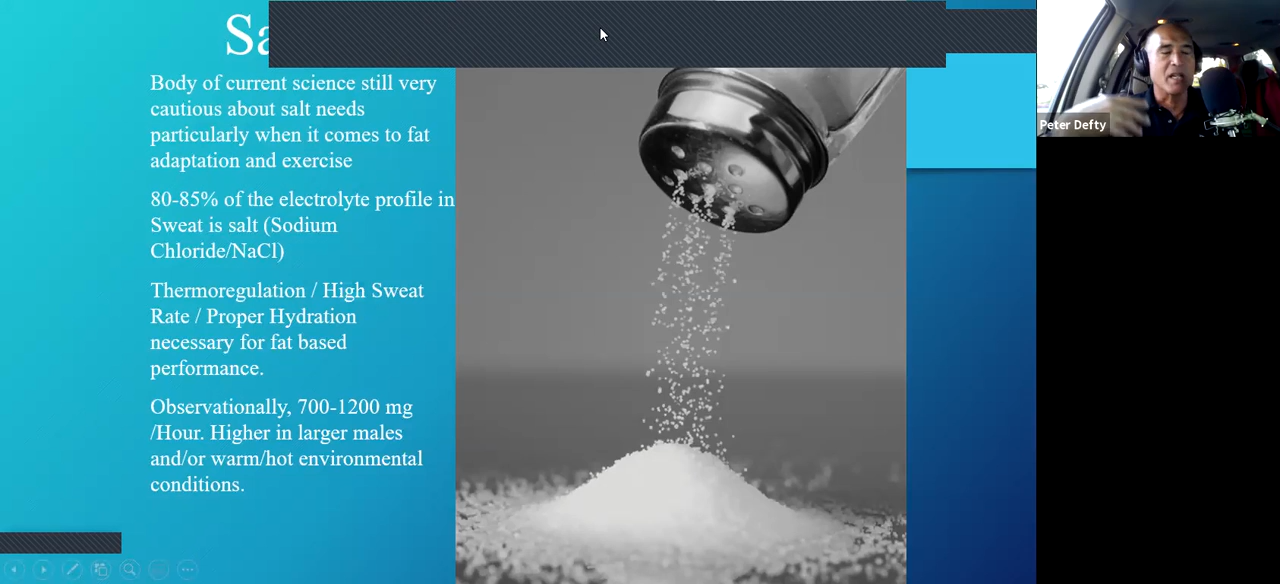 Sa
Body of current science still very
cautious about salt needs
particularly when it comes to fat
adaptation and exercise
80-85% of the electrolyte profile in
Sweat is salt (Sodium
Chloride/NaCl)
Thermoregulation / High Sweat
Rate / Proper Hydration
necessary for fat based
performance.
Observationally, 700-1200 mg
/Hour. Higher in larger males
and/or warm/hot environmental
conditions.
Peter Defty